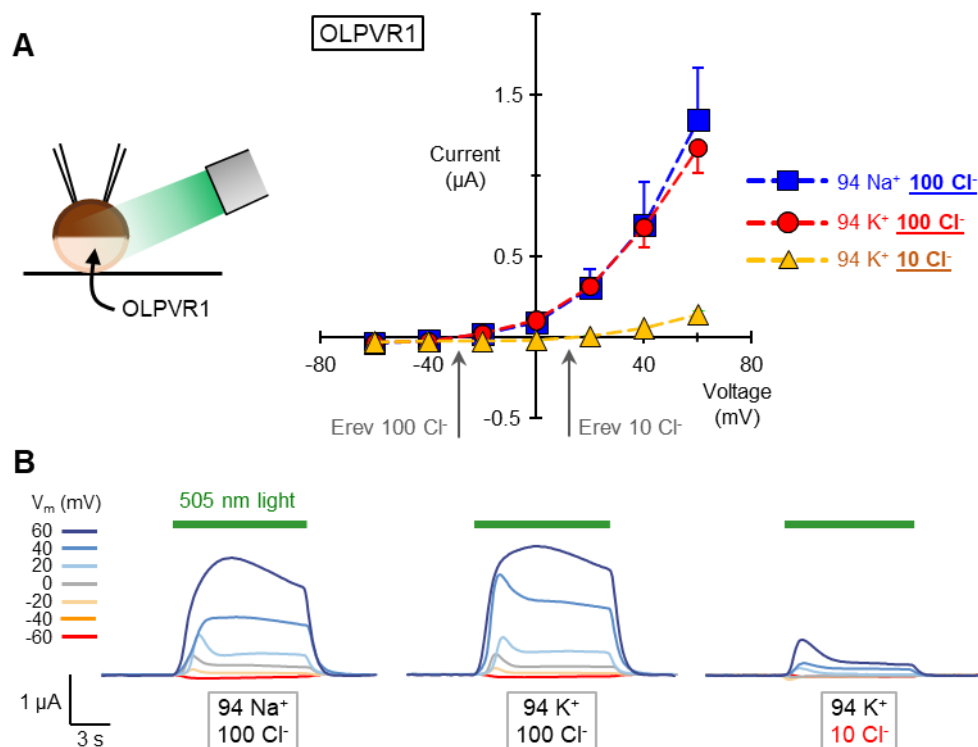 A
OLPVR1
OLPVR1
Current
(µA)
1.5
0.5
-0.5
-80
-40
40
80
Voltage
(mV)
Erev 100 Cl⁻
Erev 10 Cl⁻
94 Na⁺ 100 Cl⁻
94 K⁺ 100 Cl⁻
94 K⁺ 10 Cl⁻
B
Vₘ (mV)
60
40
20
0
-20
-40
-60
505 nm light
1 µA
3 s
94 Na⁺
100 Cl⁻
94 K⁺
100 Cl⁻
94 K⁺
10 Cl⁻